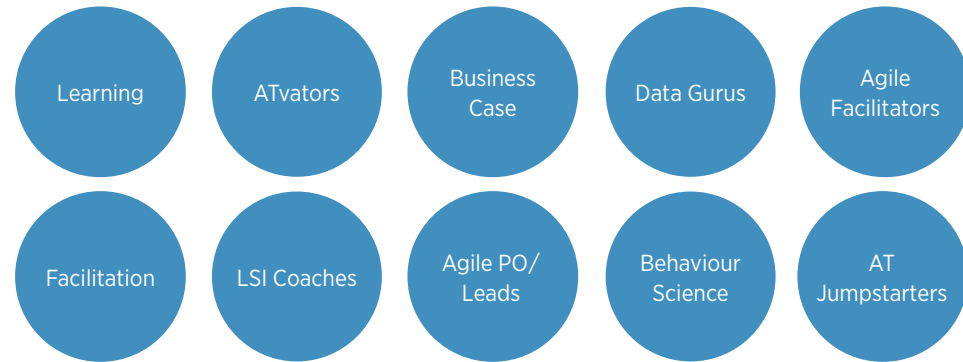 Learning
ATvators
Business
Case
Data Gurus
Agile
Facilitators
Facilitation
LSI Coaches
Agile PO/
Leads
Behaviour
Science
AT
Jumpstarters